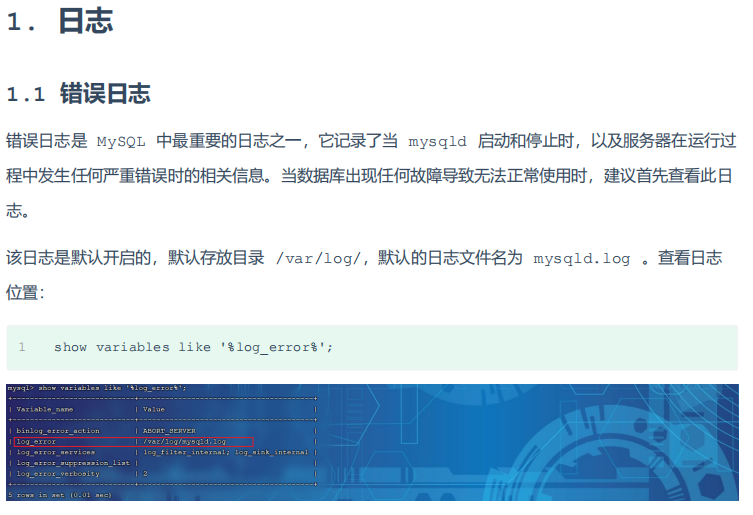 1. 日志
1.1 错误日志
错误日志是 MySQL 中最重要的日志之一，它记录了当 mysqld 启动和停止时，以及服务器在运行过
程中发生任何严重错误时的相关信息。当数据库出现任何故障导致无法正常使用时，建议首先查看此日
志。
该日志是默认开启的，默认存放目录 /var/log/，默认的日志文件名为 mysqld.log 。查看日志
位置：
1 show variables like '%log_error%';
mysql> show variables like '%log_error%';
+----------------------------+----------------------------------------+
| Variable_name | Value |
+----------------------------+----------------------------------------+
| binlog_error_action | ABORT_SERVER |
| log_error | /var/log/mysqld.log |
| log_error_services | log_filter_internal; log_sink_internal |
| log_error_suppression_list | |
| log_error_verbosity | 2 |
+----------------------------+----------------------------------------+
5 rows in set (0.01 sec)